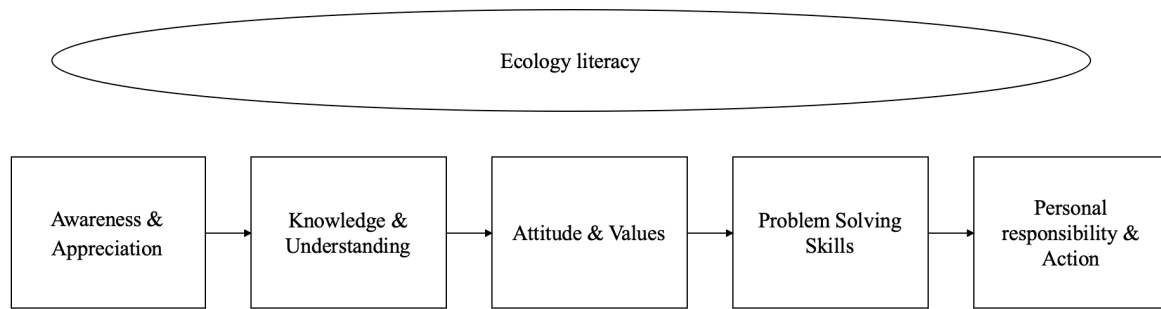 Ecology literacy
Awareness &
Appreciation
Knowledge &
Understanding
Attitude & Values
Problem Solving
Skills
Personal
responsibility &
Action